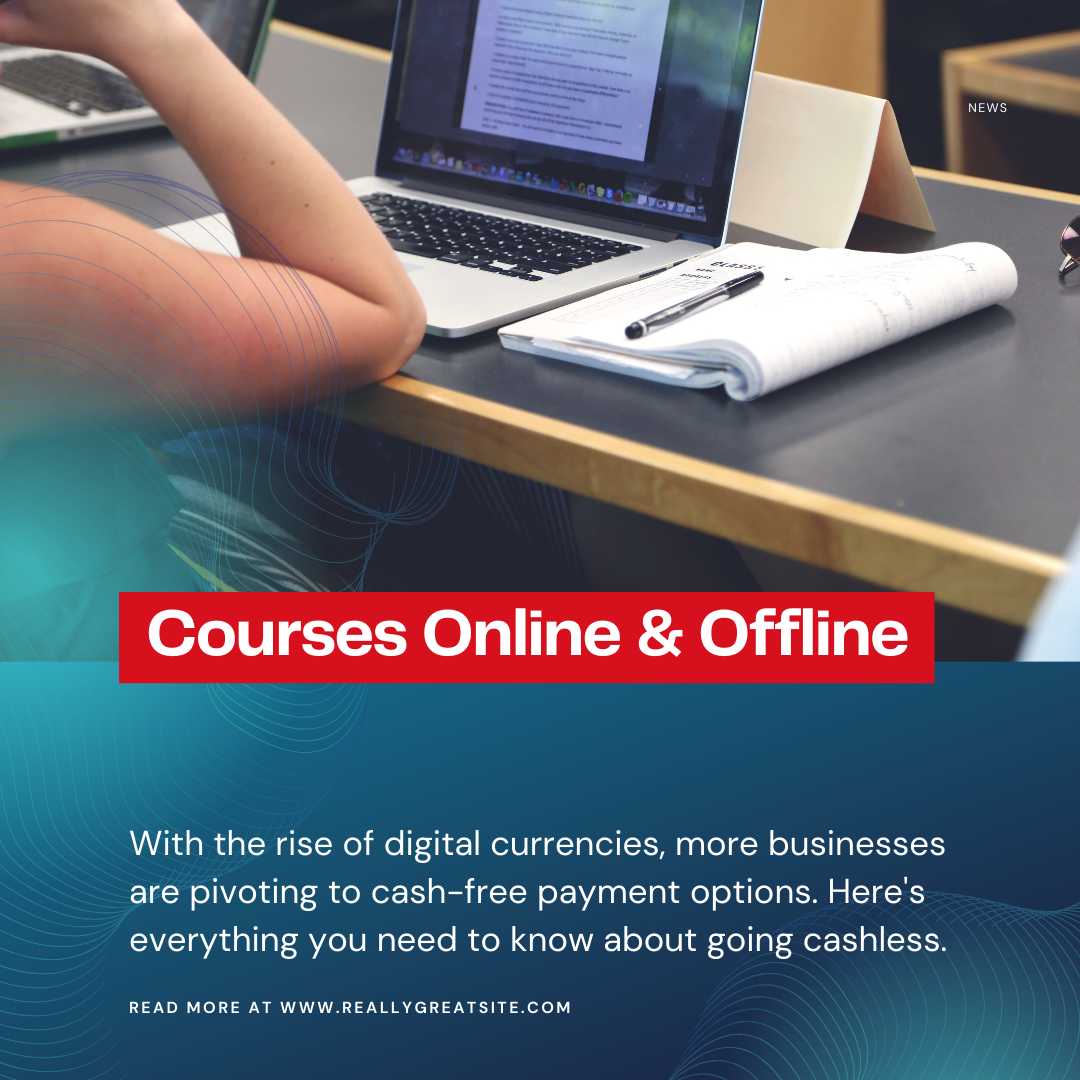 NEWS
Courses Online & Offline
With the rise of digital currencies, more businesses
are pivoting to cash-free payment options. Here's
everything you need to know about going cashless.
READ MORE AT WWW.REALLYGREATSITE.COM